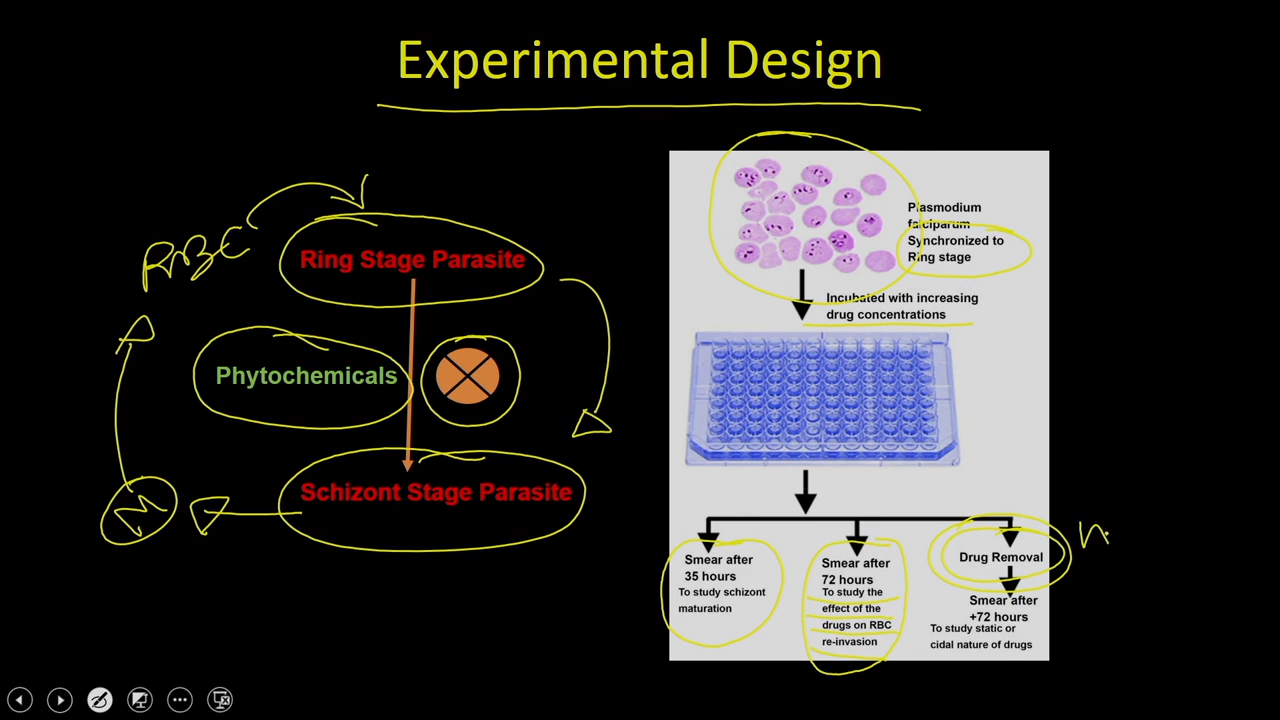 Experimental Design
RBC
Ring Stage Parasite
Phytochemicals
Schizont Stage Parasite
M
Plasmodium
falciparum
Synchronized to
Ring stage
Incubated with increasing
drug concentrations
Smear after
35 hours
To study schizont
maturation
Smear after
72 hours
To study the
effect of the
drugs on RBC
re-invasion
Drug Removal
Smear after
+72 hours
To study static or
cidal nature of drugs